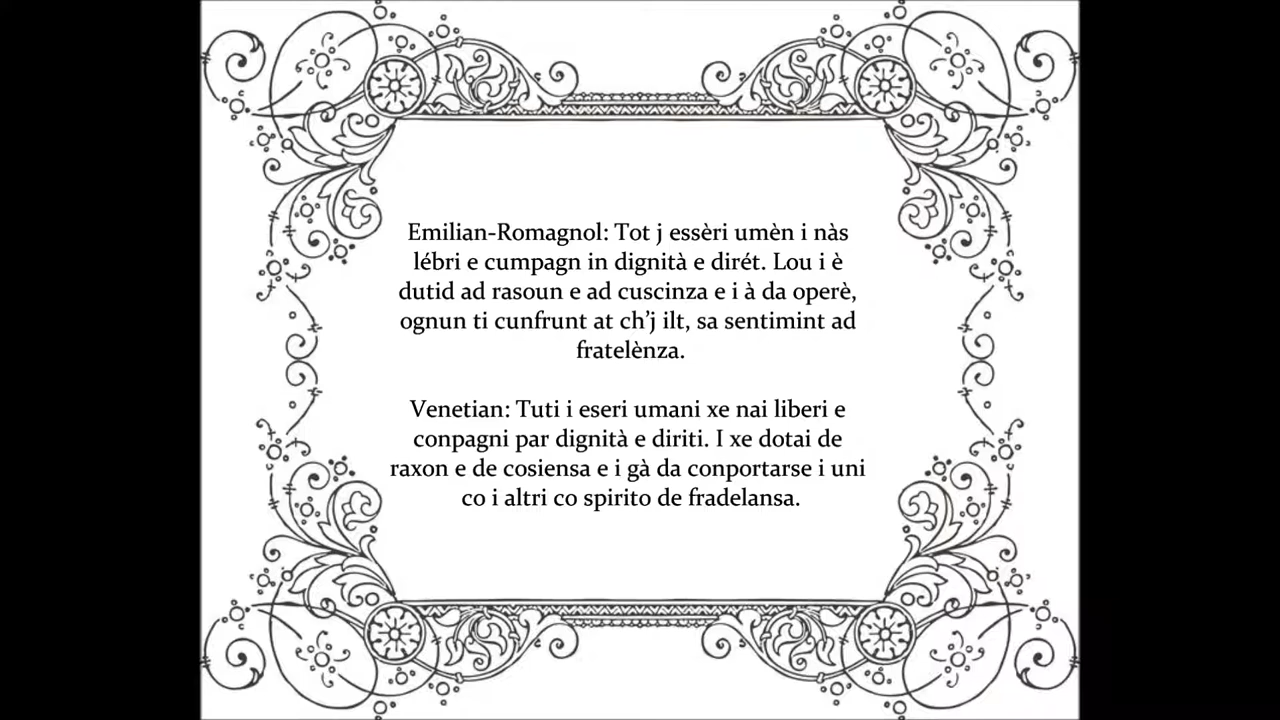 Emilian-Romagnol: Tot j essèri umèn i nàs
lébri e cumpagn in dignità e dirét. Lou i è
dutid ad rasoun e ad cuscinza e i à da operè,
ognun ti cunfrunt at ch’j ilt, sa sentimint ad
fratelènza.
Venetian: Tuti i eseri umani xe nai liberi e
conpagni par dignità e diriti. I xe dotai de
raxon e de cosiensa e i gà da conportarse i uni
co i altri co spirito de fradelansa.